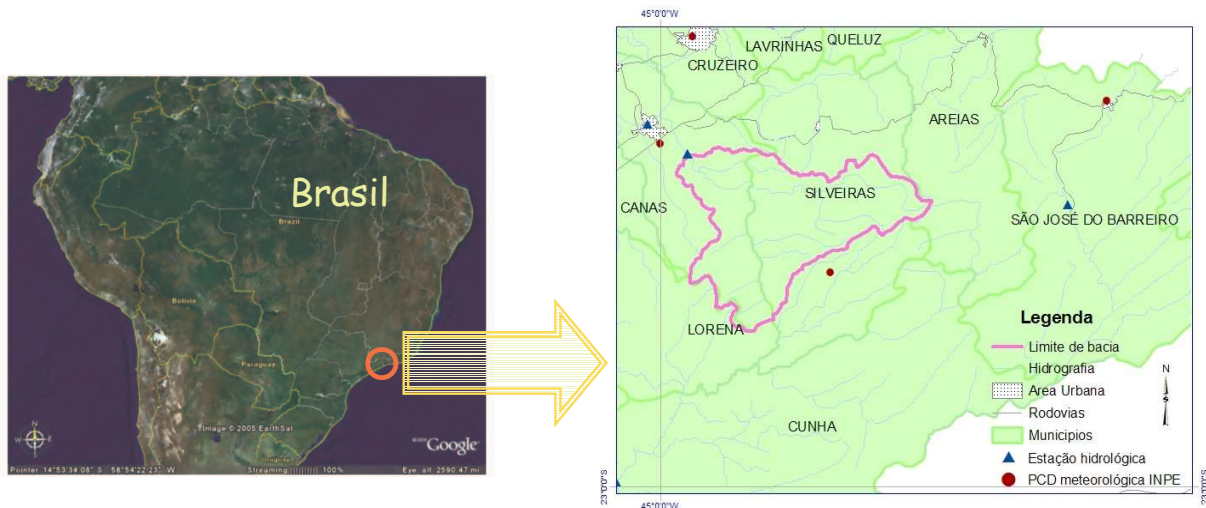 Brasil
Brazil
Bolivia
Paraguay
Uruguay
Image © 2005 EarthSat
© 2005 Google
N
W E
S
Pointer 14°53'34.08" S 58°54'22.23" W Streaming |||||||||| 100% Eye alt 2590.47 mi
45°0'0"W
LAVRINHAS
QUELUZ
CRUZEIRO
AREIAS
SILVEIRAS
CANAS
SÃO JOSÉ DO BARREIRO
LORENA
CUNHA
Legenda
Limite de bacia
Hidrografia
Area Urbana
Rodovias
Municipios
Estação hidrológica
PCD meteorológica INPE
N
S
23°0'0"S
23°0'0"S
45°0'0"W